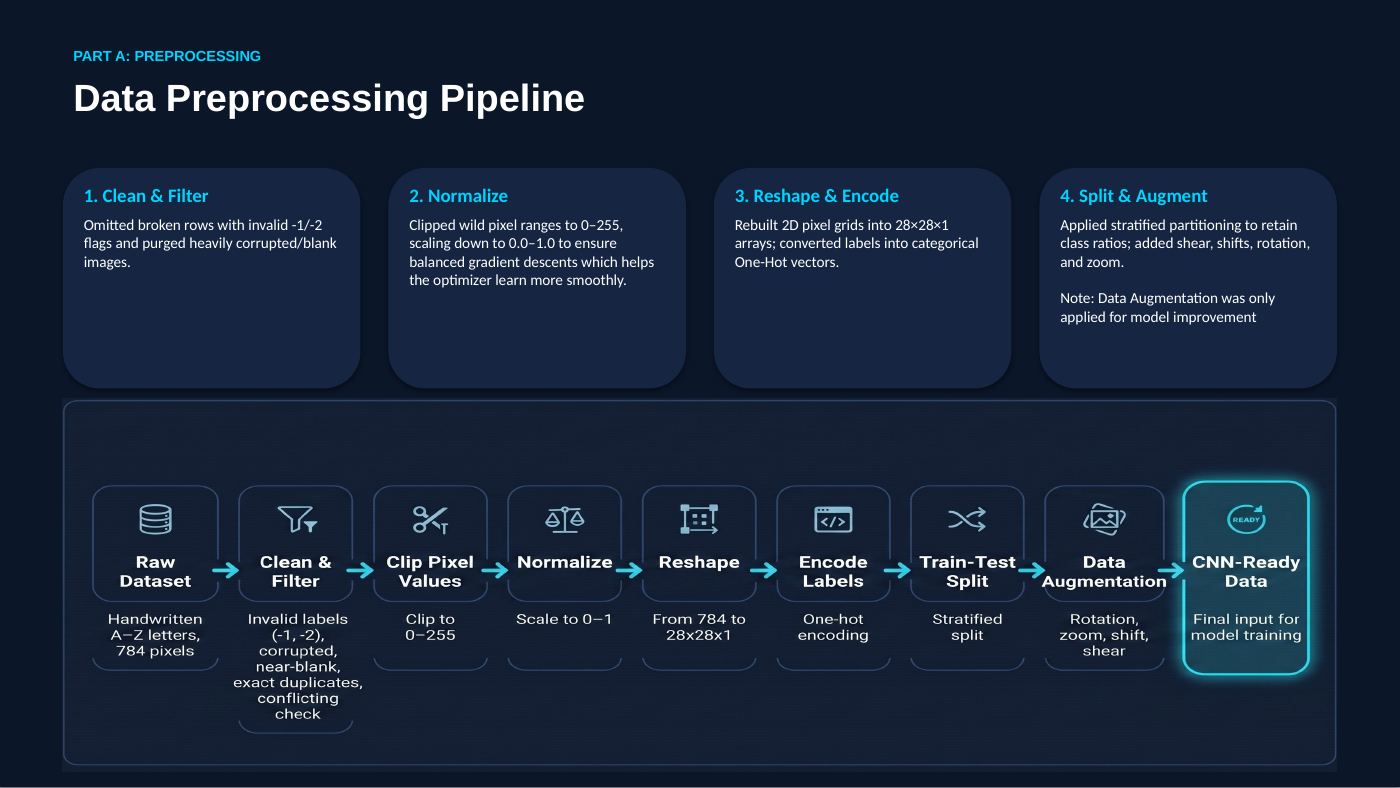 PART A: PREPROCESSING
Data Preprocessing Pipeline
1. Clean & Filter
Omitted broken rows with invalid -1/-2
flags and purged heavily corrupted/blank
images.
2. Normalize
Clipped wild pixel ranges to 0–255,
scaling down to 0.0–1.0 to ensure
balanced gradient descents which helps
the optimizer learn more smoothly.
3. Reshape & Encode
Rebuilt 2D pixel grids into 28×28×1
arrays; converted labels into categorical
One-Hot vectors.
4. Split & Augment
Applied stratified partitioning to retain
class ratios; added shear, shifts, rotation,
and zoom.
Note: Data Augmentation was only
applied for model improvement
Raw
Dataset
Handwritten
A–Z letters,
784 pixels
Clean &
Filter
Invalid labels
(-1, -2),
corrupted,
near-blank,
exact duplicates,
conflicting
check
T
Clip Pixel
Values
Clip to
0–255
Normalize
Scale to 0–1
Reshape
From 784 to
28x28x1
</>
Encode
Labels
One-hot
encoding
Train-Test
Split
Stratified
split
Data
Augmentation
Rotation,
zoom, shift,
shear
READY
CNN-Ready
Data
Final input for
model training